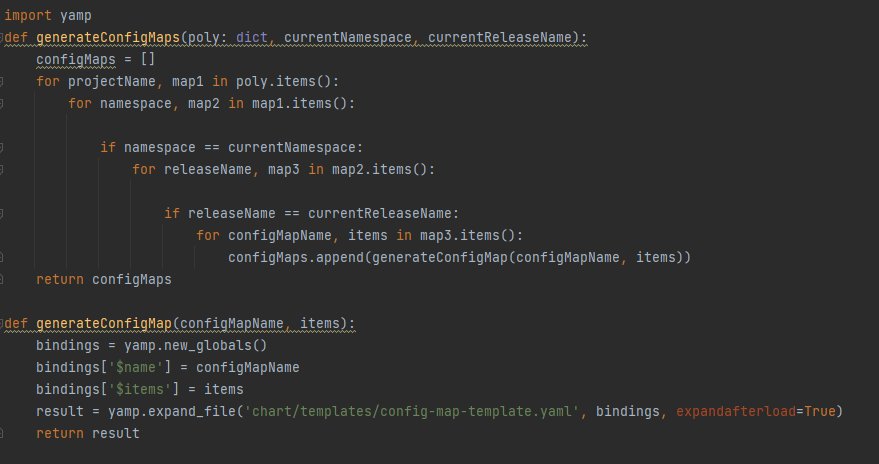 import yamp
def generateConfigMaps(poly: dict, currentNamespace, currentReleaseName):
    configMaps = []
    for projectName, map1 in poly.items():
        for namespace, map2 in map1.items():

            if namespace == currentNamespace:
                for releaseName, map3 in map2.items():

                    if releaseName == currentReleaseName:
                        for configMapName, items in map3.items():
                            configMaps.append(generateConfigMap(configMapName, items))
    return configMaps

def generateConfigMap(configMapName, items):
    bindings = yamp.new_globals()
    bindings['$name'] = configMapName
    bindings['$items'] = items
    result = yamp.expand_file('chart/templates/config-map-template.yaml', bindings, expandafterload=True)
    return result